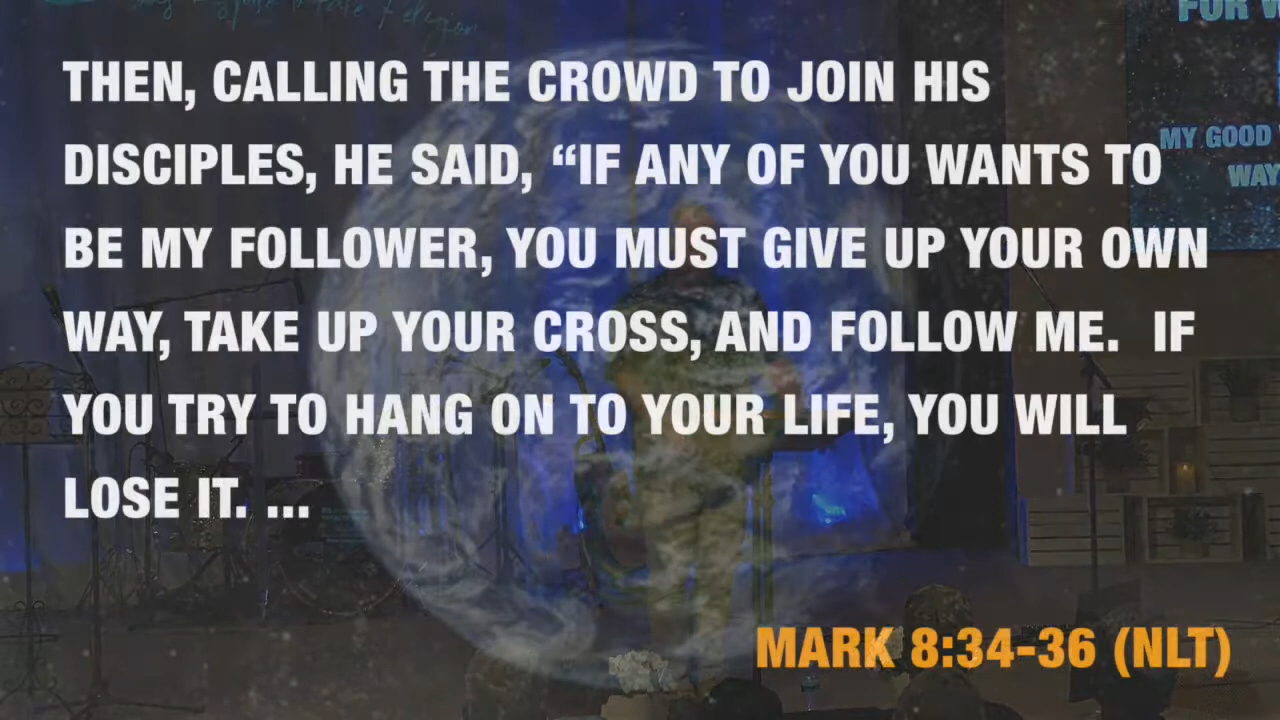 FOR
THEN, CALLING THE CROWD TO JOIN HIS
DISCIPLES, HE SAID, “IF ANY OF YOU WANTS TO
BE MY FOLLOWER, YOU MUST GIVE UP YOUR OWN
WAY, TAKE UP YOUR CROSS, AND FOLLOW ME.  IF
YOU TRY TO HANG ON TO YOUR LIFE, YOU WILL
LOSE IT. ...
MY GOOD
WAY
MARK 8:34-36 (NLT)